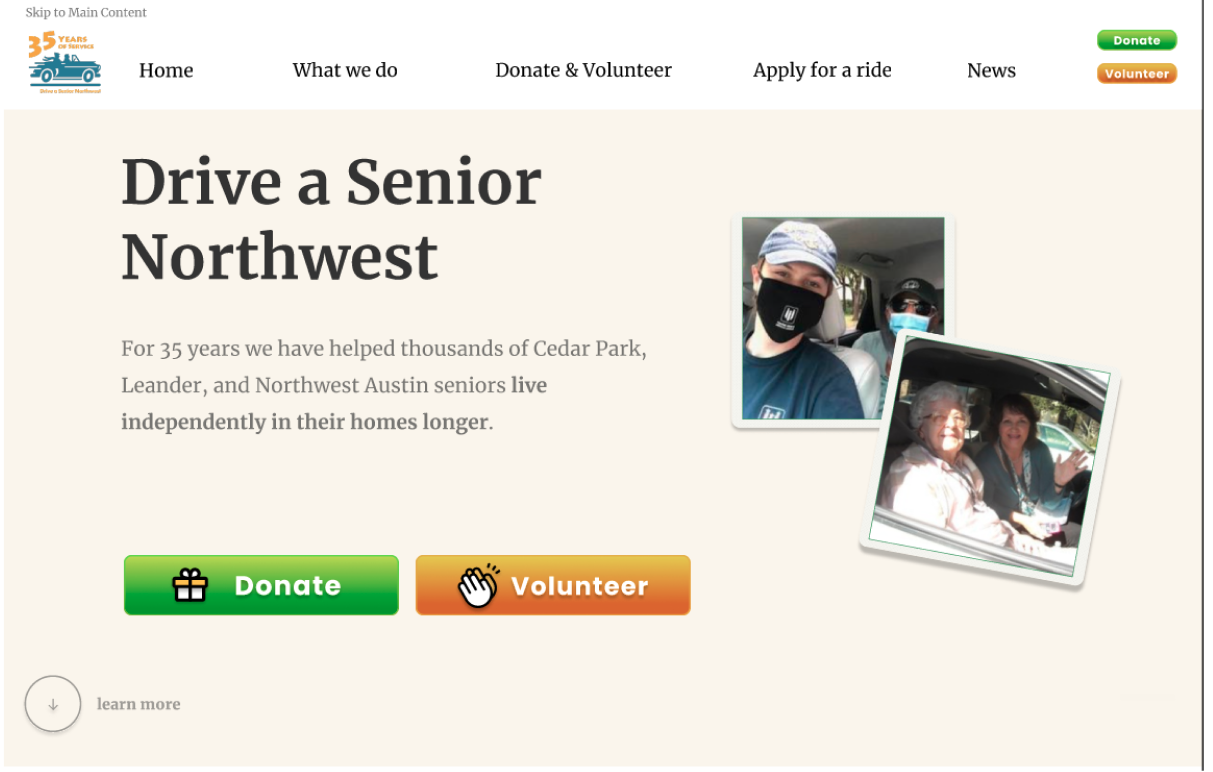 Skip to Main Content
35 YEARS
OF SERVICE
Drive a Senior Northwest
Home
What we do
Donate & Volunteer
Apply for a ride
News
Donate
Volunteer
Drive a Senior
Northwest
For 35 years we have helped thousands of Cedar Park,
Leander, and Northwest Austin seniors live
independently in their homes longer.
Donate
Volunteer
learn more